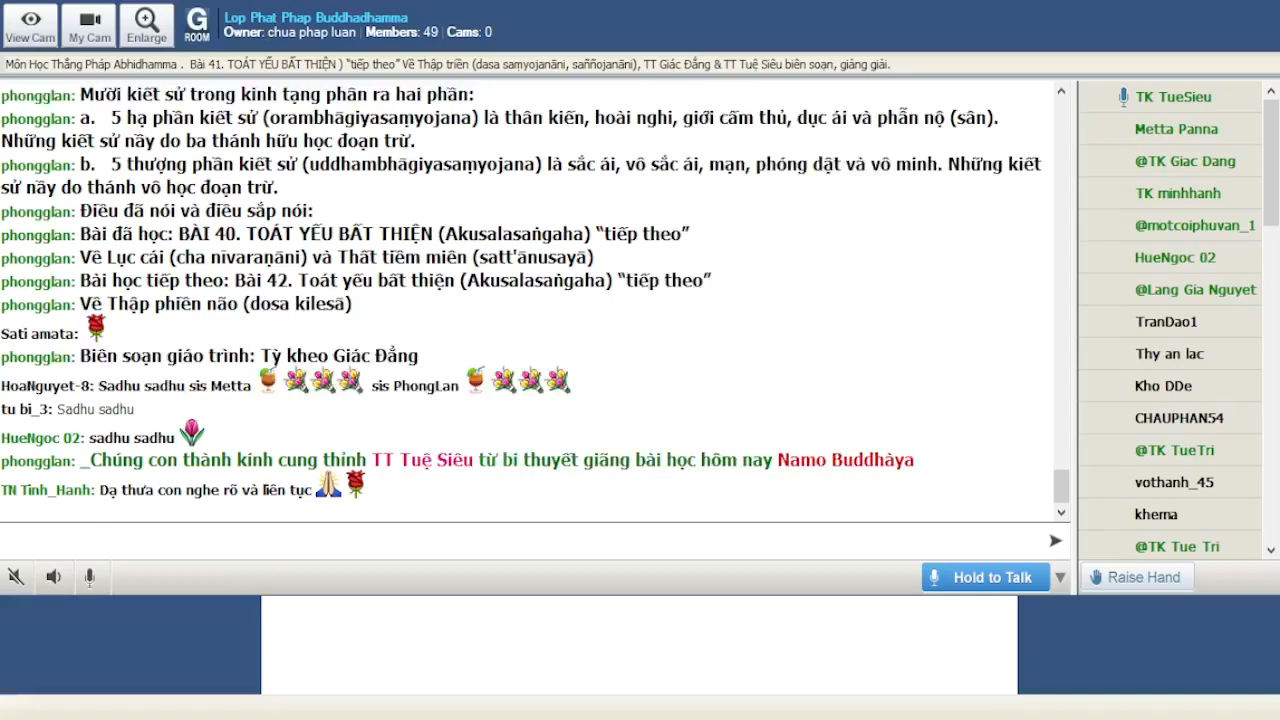 View Cam
My Cam
Enlarge
G
ROOM
Lop Phat Phap Buddhadhamma
Owner: chua phap luan | Members: 49 | Cams: 0
Môn Học Thắng Pháp Abhidhamma . Bài 41. TOÁT YẾU BẤT THIỆN ) “tiếp theo” Về Thập triền (dasa saṃyojanāni, saññojanāni), TT Giác Đẳng & TT Tuệ Siêu biên soạn, giảng giải.
phongglan: Mười kiết sử trong kinh tạng phân ra hai phần:
phongglan: a. 5 hạ phần kiết sử (orambhāgiyasaṃyojana) là thân kiến, hoài nghi, giới cấm thủ, dục ái và phẫn nộ (sân).
Những kiết sử nầy do ba thánh hữu học đoạn trừ.
phongglan: b. 5 thượng phần kiết sử (uddhambhāgiyasaṃyojana) là sắc ái, vô sắc ái, mạn, phóng dật và vô minh. Những kiết
sử nầy do thánh vô học đoạn trừ.
phongglan: Điều đã nói và điều sắp nói:
phongglan: Bài đã học: BÀI 40. TOÁT YẾU BẤT THIỆN (Akusalasaṅgaha) “tiếp theo”
phongglan: Về Lục cái (cha nīvaraṇāni) và Thất tiềm miên (satt'ānusayā)
phongglan: Bài học tiếp theo: Bài 42. Toát yếu bất thiện (Akusalasaṅgaha) “tiếp theo”
phongglan: Về Thập phiền não (dosa kilesā)
Sati amata:
phongglan: Biên soạn giáo trình: Tỳ kheo Giác Đẳng
HoaNguyet-8: Sadhu sadhu sis Metta sis PhongLan
tu bi_3: Sadhu sadhu
HueNgoc 02: sadhu sadhu
phongglan: _Chúng con thành kính cung thỉnh TT Tuệ Siêu từ bi thuyết giãng bài học hôm nay Namo Buddhàya
TN Tinh_Hanh: Dạ thưa con nghe rõ và liên tục
Hold to Talk
TK TueSieu
Metta Panna
@TK Giac Dang
TK minhhanh
@motcoiphuvan_1
HueNgoc 02
@Lang Gia Nguyet
TranDao1
Thy an lac
Kho DDe
CHAUPHAN54
@TK TueTri
vothanh_45
khema
@TK Tue Tri
Raise Hand